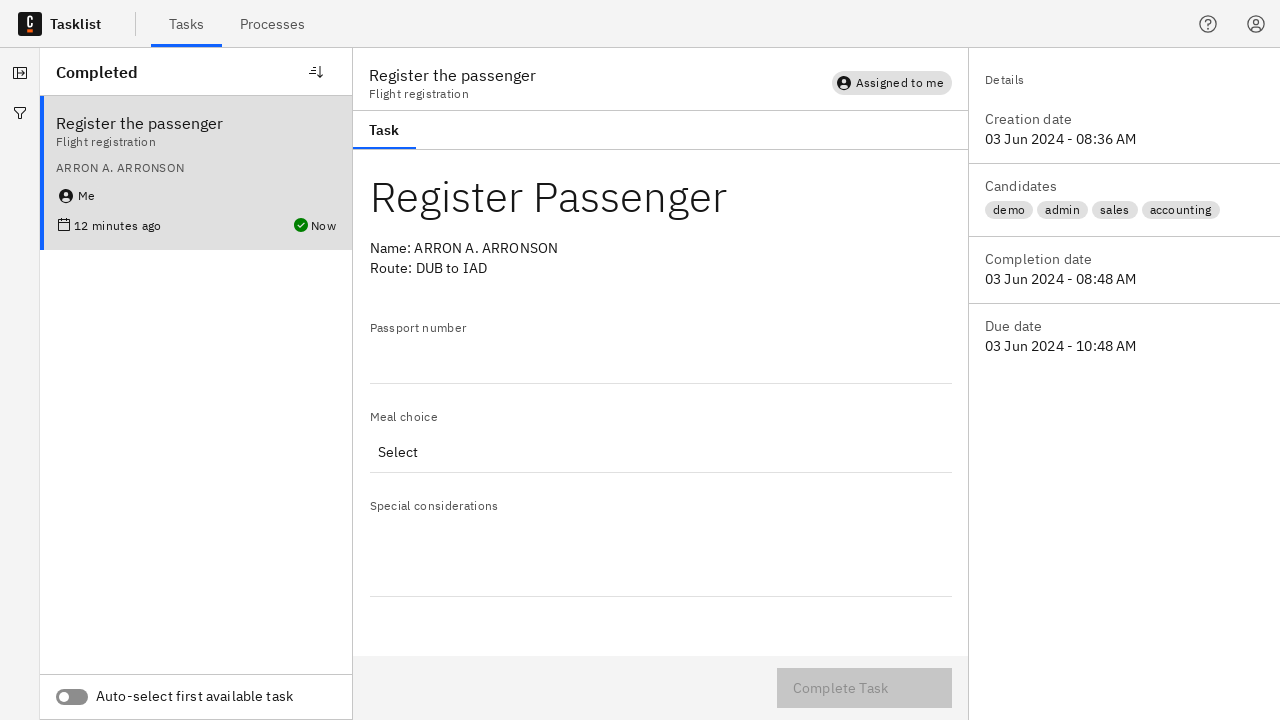 C Tasklist Tasks Processes
Completed
Register the passenger
Flight registration
ARRON A. ARRONSON
Me
12 minutes ago Now
Auto-select first available task
Register the passenger
Flight registration
Assigned to me
Task
Register Passenger
Name: ARRON A. ARRONSON
Route: DUB to IAD
Passport number
Meal choice
Select
Special considerations
Complete Task
Details
Creation date
03 Jun 2024 - 08:36 AM
Candidates
demo admin sales accounting
Completion date
03 Jun 2024 - 08:48 AM
Due date
03 Jun 2024 - 10:48 AM